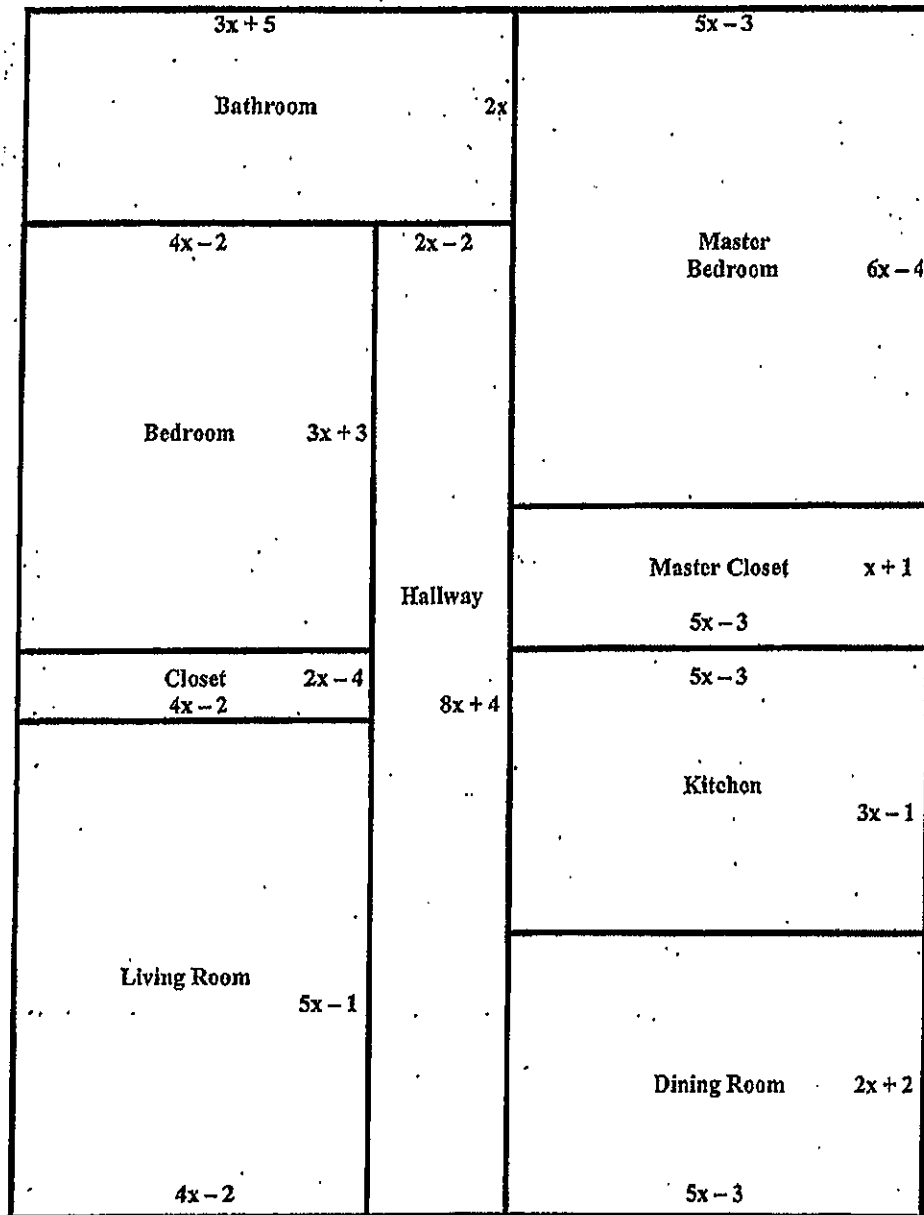 3x + 5
5x – 3
Bathroom
2x
4x – 2
2x – 2
Master
Bedroom
6x – 4
Bedroom
3x + 3
Master Closet
x + 1
Hallway
5x – 3
Closet
2x – 4
4x – 2
5x – 3
8x + 4
Kitchen
3x – 1
Living Room
5x – 1
Dining Room
2x + 2
4x – 2
5x – 3